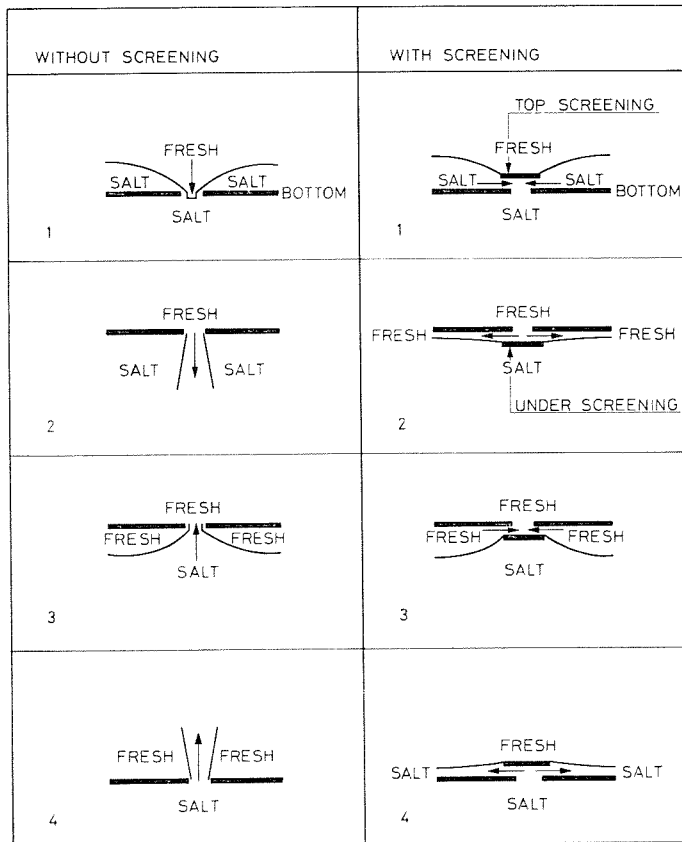 WITHOUT SCREENING
WITH SCREENING
FRESH
SALT SALT
BOTTOM
SALT
1
TOP SCREENING
FRESH
SALT SALT
BOTTOM
SALT
1
FRESH
SALT SALT
2
FRESH
FRESH FRESH
SALT
UNDER SCREENING
2
FRESH
FRESH FRESH
SALT
3
FRESH
FRESH FRESH
SALT
3
FRESH FRESH
SALT
4
FRESH
SALT SALT
SALT
4